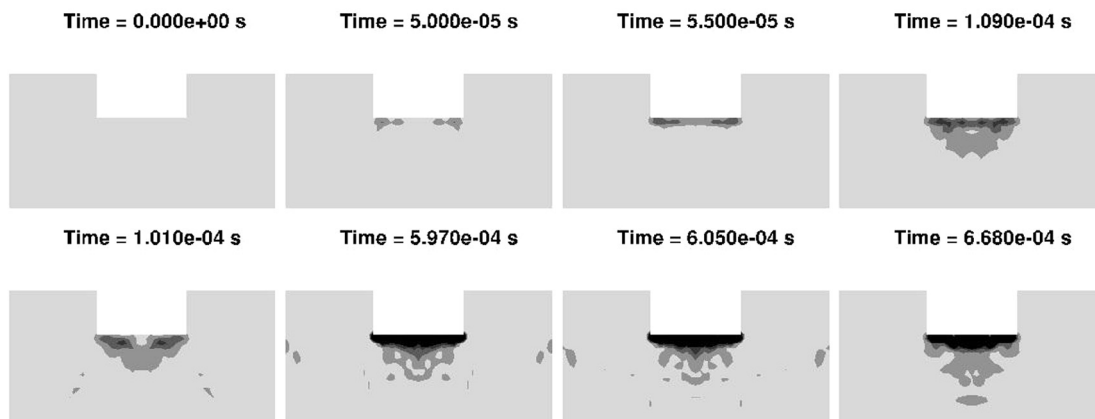 Time = 0.000e+00 s
Time = 5.000e-05 s
Time = 5.500e-05 s
Time = 1.090e-04 s
Time = 1.010e-04 s
Time = 5.970e-04 s
Time = 6.050e-04 s
Time = 6.680e-04 s